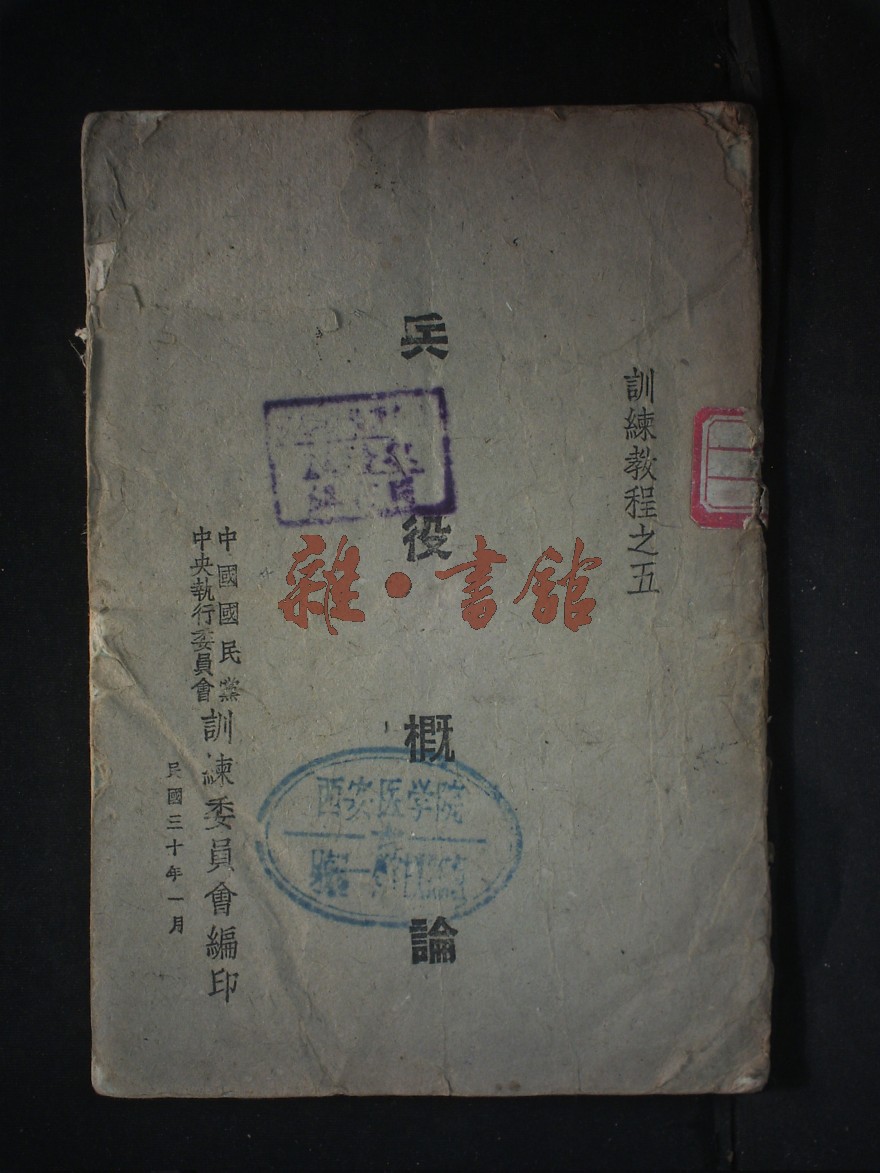 訓練教程之五
兵役概論
中國國民黨
中央執行委員會
訓練委員會編印
民國三十年一月
雜·書館
西安医学院